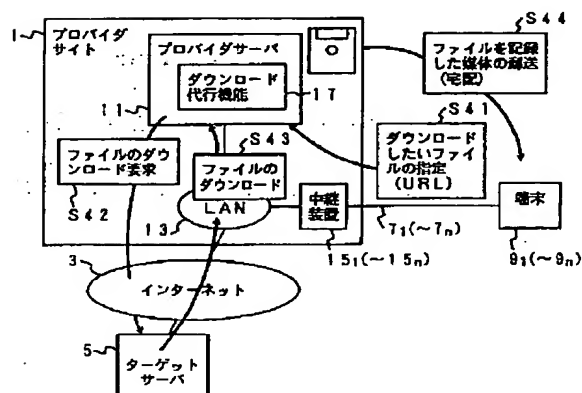 1
プロバイダ
サイト
プロバイダサーバ
ダウンロード
代行機能
17
11
S44
ファイルを記録
した媒体の郵送
(宅配)
S41
ダウンロード
したいファイル
の指定
(URL)
ファイルのダウ
ンロード要求
S42
S43
ファイルの
ダウンロード
LAN
13
中継
装置
15₁(~15n)
7₁(~7n)
端末
9₁(~9n)
3
インターネット
5
ターゲット
サーバ